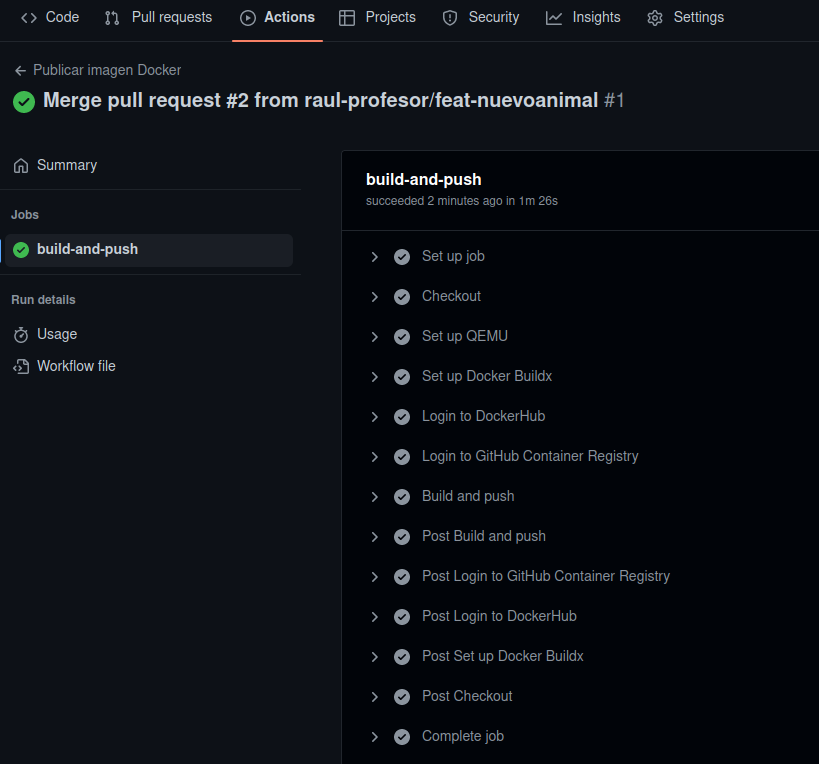 Code Pull requests Actions Projects Security Insights Settings
Publicar imagen Docker
Merge pull request #2 from raul-profesor/feat-nuevoanimal #1
Summary
Jobs
build-and-push
Run details
Usage
Workflow file
build-and-push
succeeded 2 minutes ago in 1m 26s
Set up job
Checkout
Set up QEMU
Set up Docker Buildx
Login to DockerHub
Login to GitHub Container Registry
Build and push
Post Build and push
Post Login to GitHub Container Registry
Post Login to DockerHub
Post Set up Docker Buildx
Post Checkout
Complete job